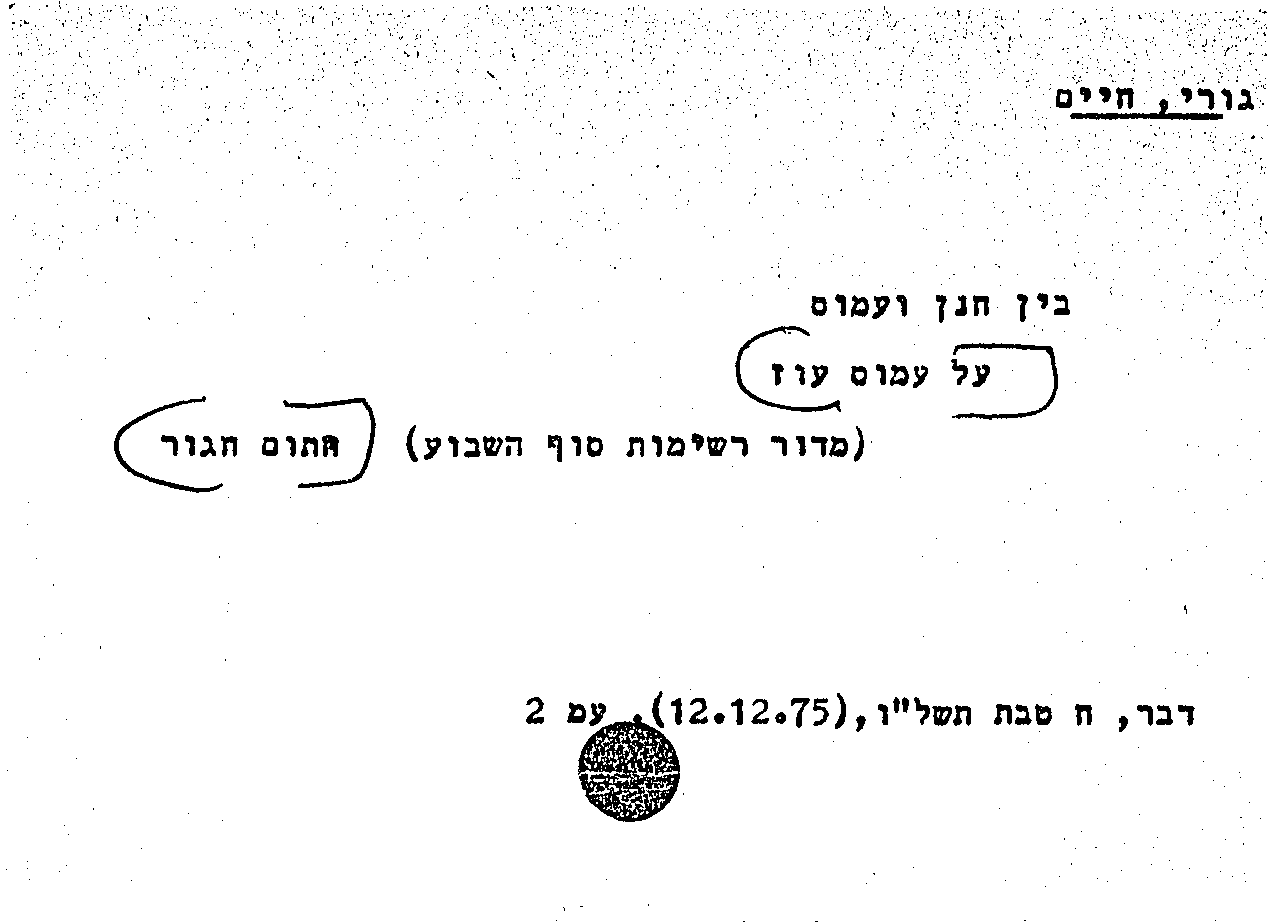 גורי, חיים
בין חנן ועמוס
על עמוס עוז
(מדור רשימות סוף השבוע) חתום חגור
דבר, ח טבת תשל"ו,(12.12.75). עמ 2